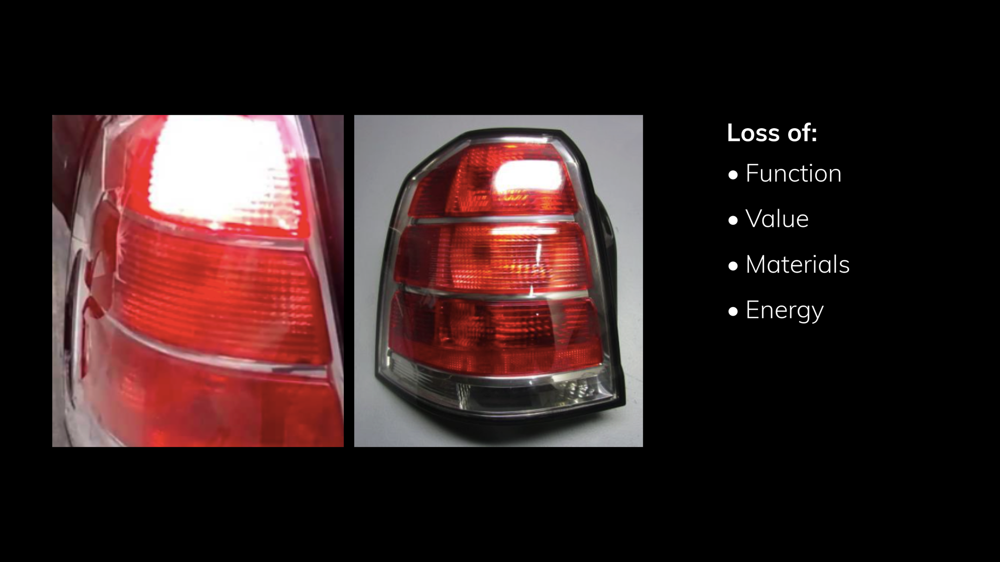 Loss of:
• Function
• Value
• Materials
• Energy